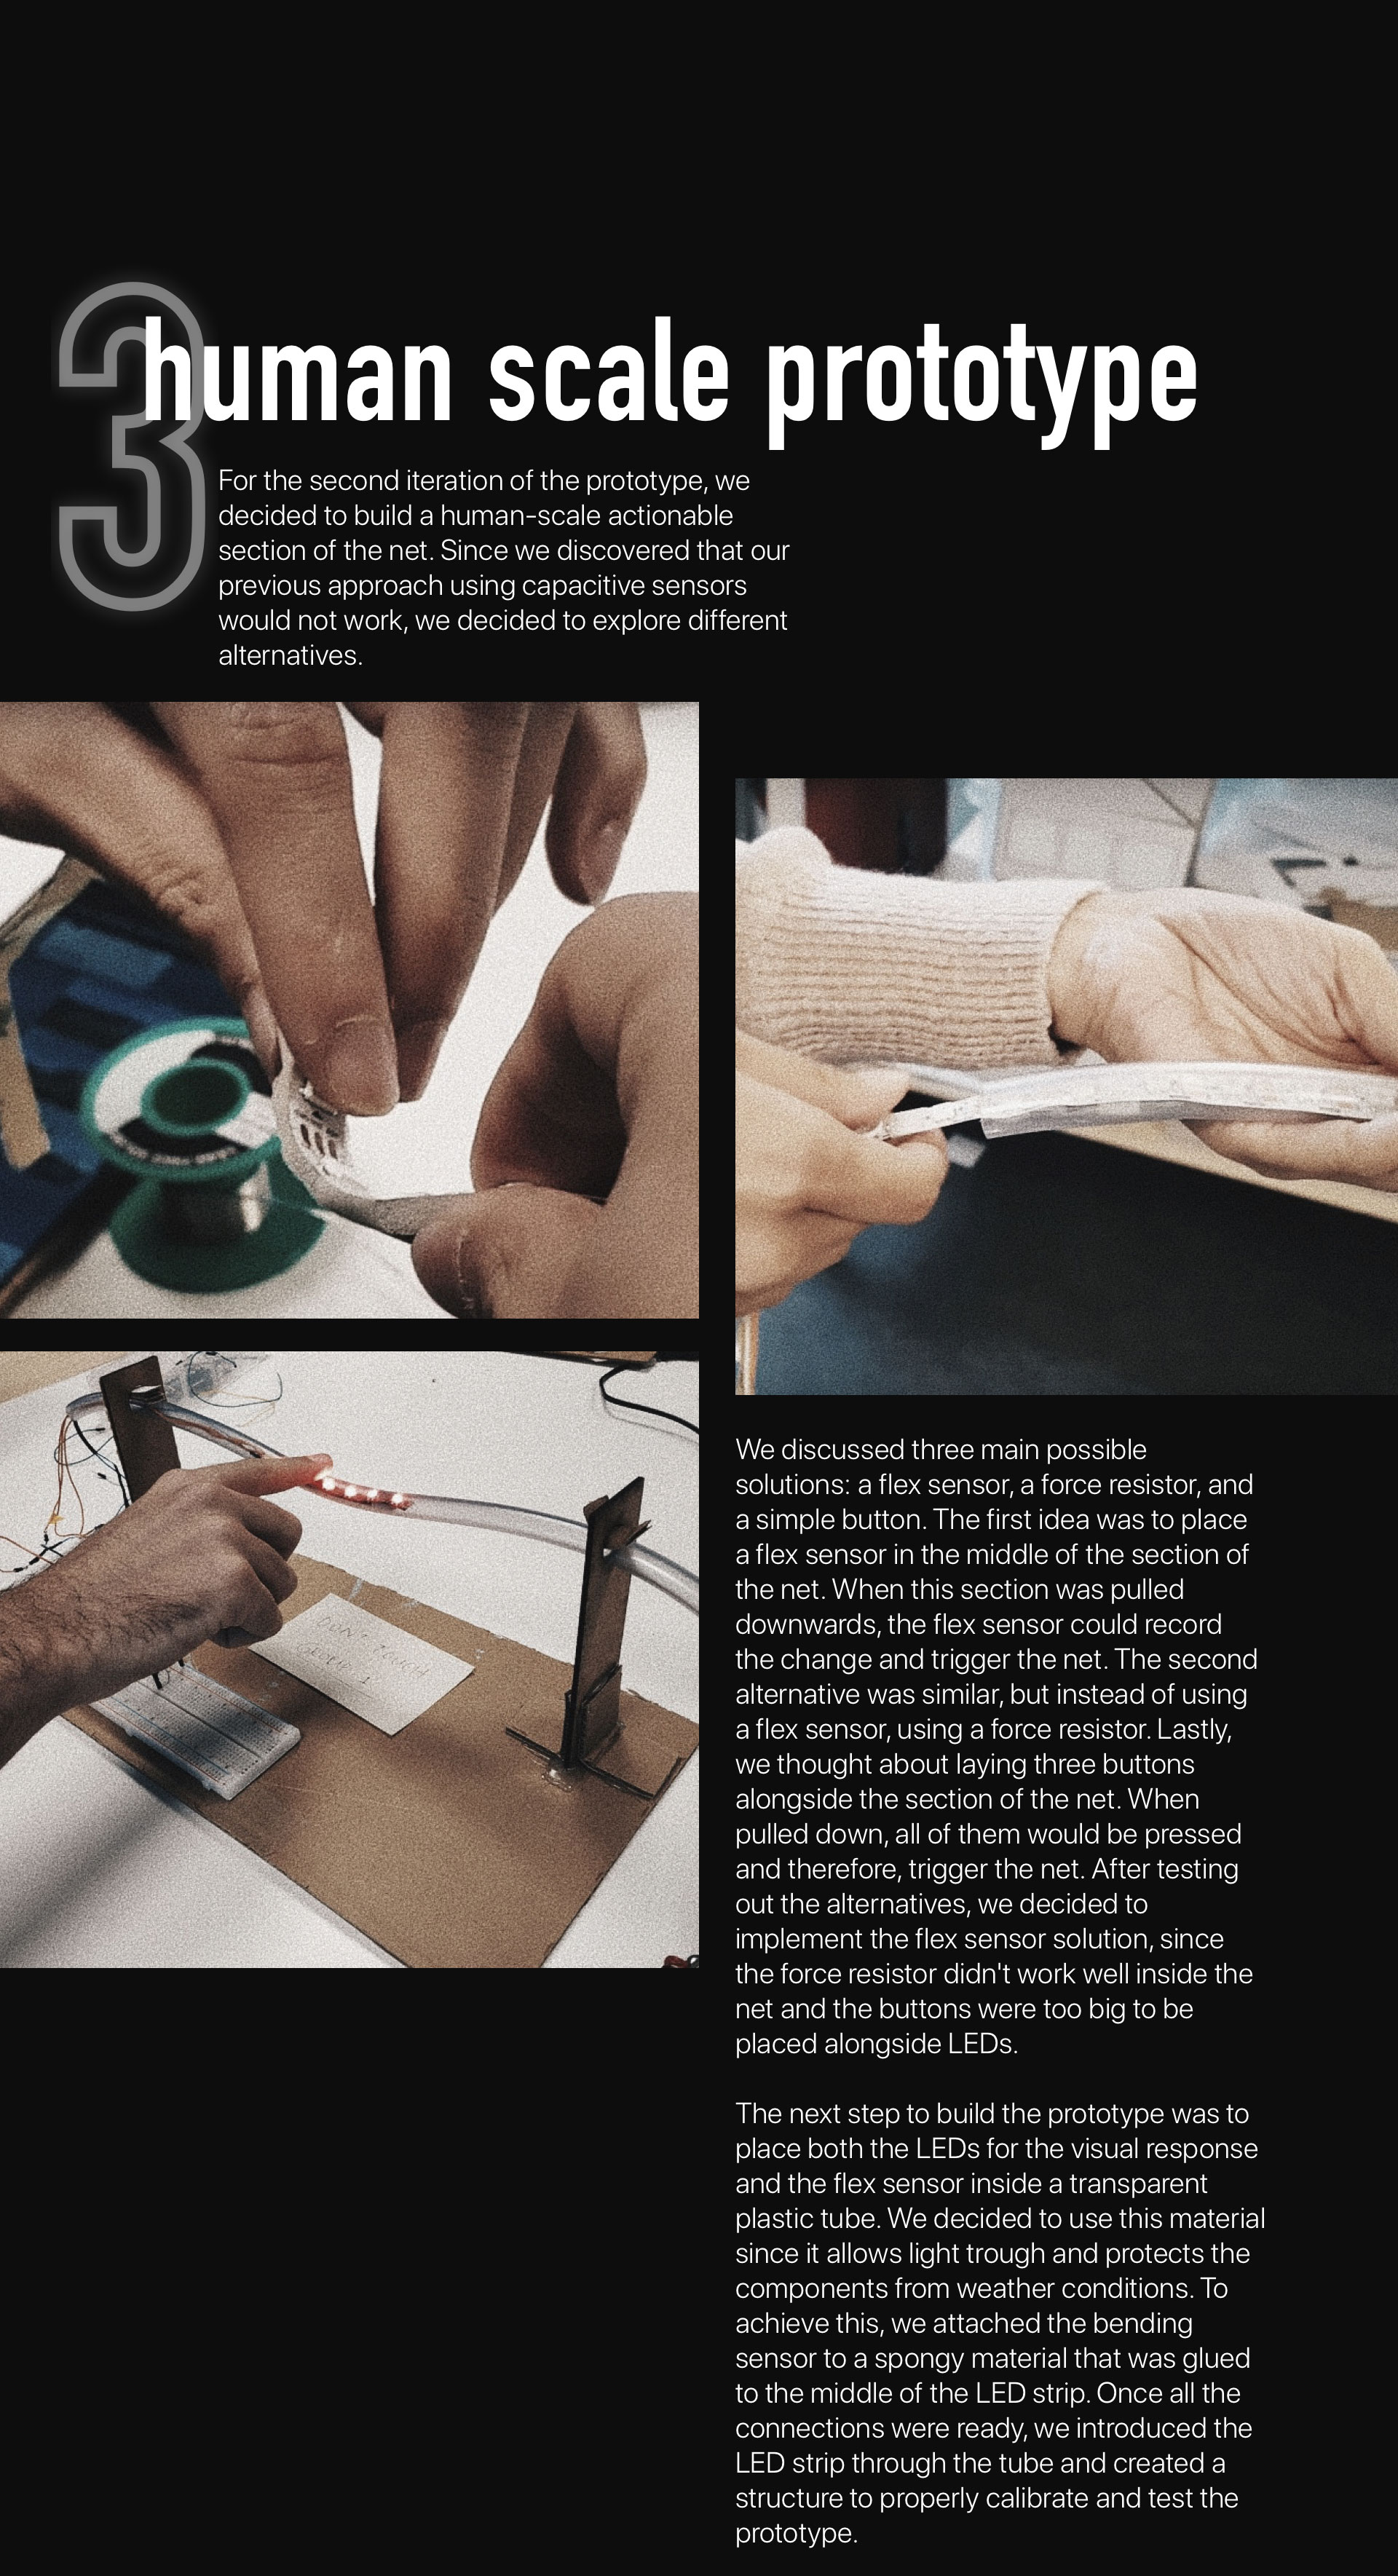 3
human scale prototype
For the second iteration of the prototype, we
decided to build a human-scale actionable
section of the net. Since we discovered that our
previous approach using capacitive sensors
would not work, we decided to explore different
alternatives.
We discussed three main possible
solutions: a flex sensor, a force resistor, and
a simple button. The first idea was to place
a flex sensor in the middle of the section of
the net. When this section was pulled
downwards, the flex sensor could record
the change and trigger the net. The second
alternative was similar, but instead of using
a flex sensor, using a force resistor. Lastly,
we thought about laying three buttons
alongside the section of the net. When
pulled down, all of them would be pressed
and therefore, trigger the net. After testing
out the alternatives, we decided to
implement the flex sensor solution, since
the force resistor didn't work well inside the
net and the buttons were too big to be
placed alongside LEDs.
The next step to build the prototype was to
place both the LEDs for the visual response
and the flex sensor inside a transparent
plastic tube. We decided to use this material
since it allows light trough and protects the
components from weather conditions. To
achieve this, we attached the bending
sensor to a spongy material that was glued
to the middle of the LED strip. Once all the
connections were ready, we introduced the
LED strip through the tube and created a
structure to properly calibrate and test the
prototype.